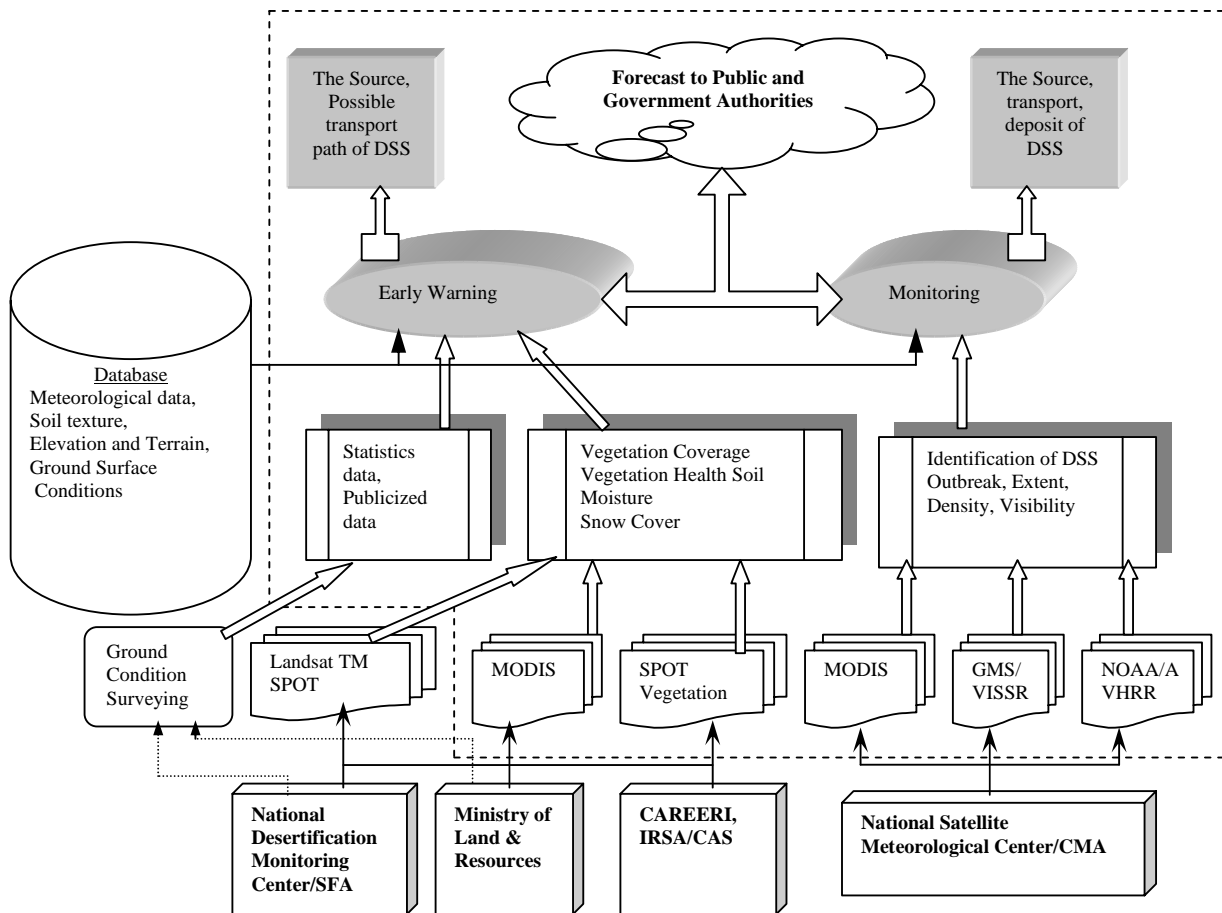 The Source,
Possible
transport
path of DSS
Forecast to Public and
Government Authorities
The Source,
transport,
deposit of
DSS
Early Warning
Monitoring
Database
Meteorological data,
Soil texture,
Elevation and Terrain,
Ground Surface
Conditions
Statistics
data,
Publicized
data
Vegetation Coverage
Vegetation Health Soil
Moisture
Snow Cover
Identification of DSS
Outbreak, Extent,
Density, Visibility
Ground
Condition
Surveying
Landsat TM
SPOT
MODIS
SPOT
Vegetation
MODIS
GMS/
VISSR
NOAA/A
VHRR
National
Desertification
Monitoring
Center/SFA
Ministry of
Land &
Resources
CAREERI,
IRSA/CAS
National Satellite
Meteorological Center/CMA